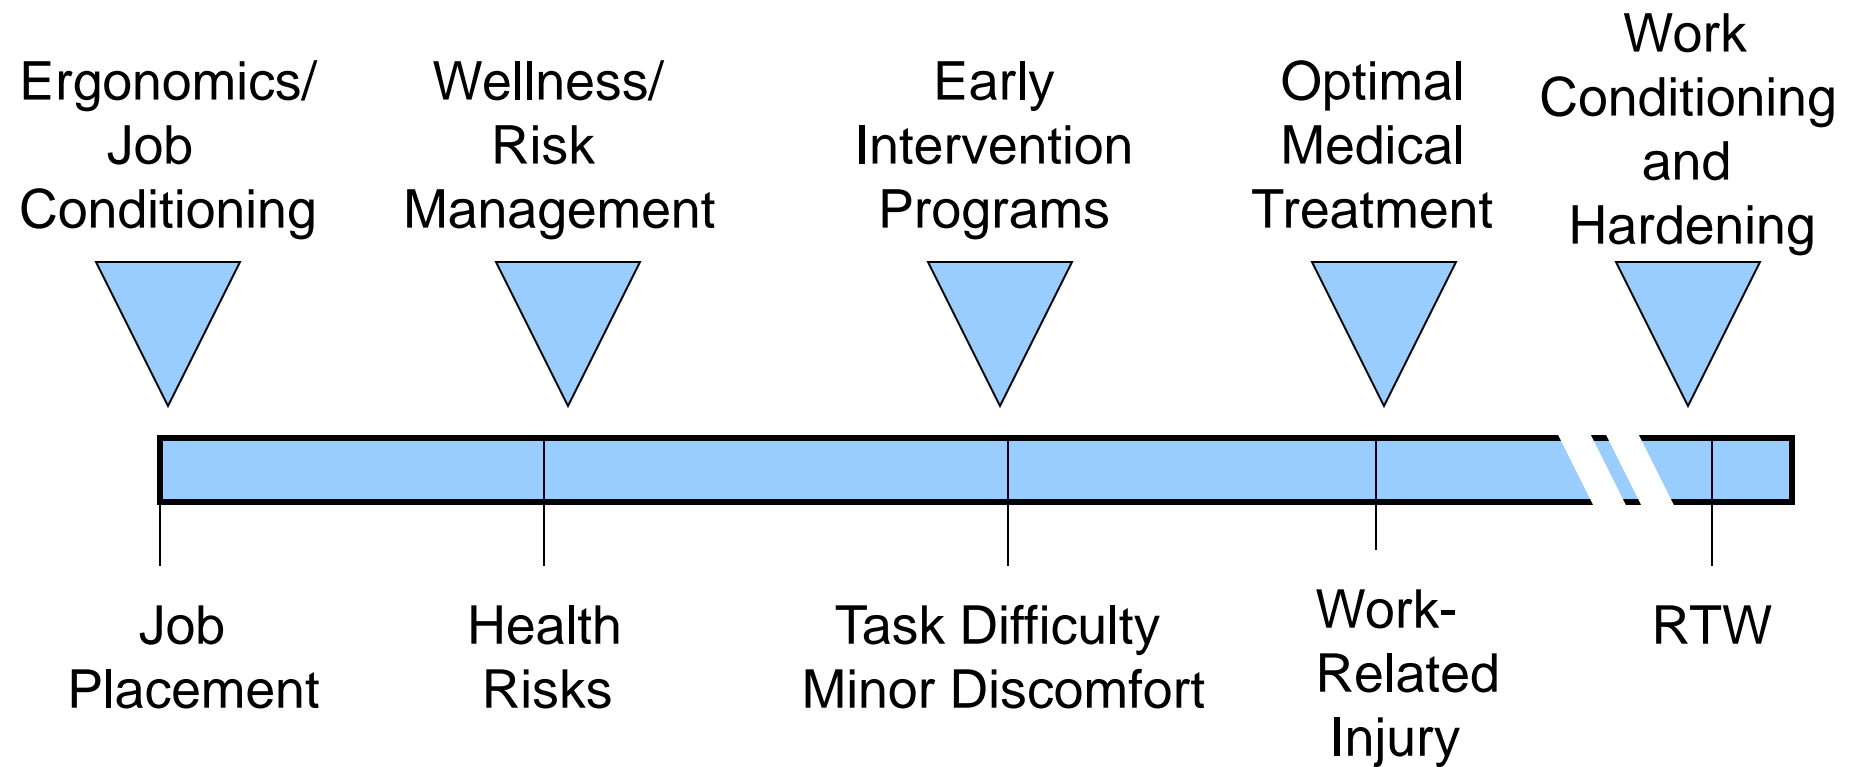 Ergonomics/
Job
Conditioning
Wellness/
Risk
Management
Early
Intervention
Programs
Optimal
Medical
Treatment
Work
Conditioning
and
Hardening
Job
Placement
Health
Risks
Task Difficulty
Minor Discomfort
Work-
Related
Injury
RTW